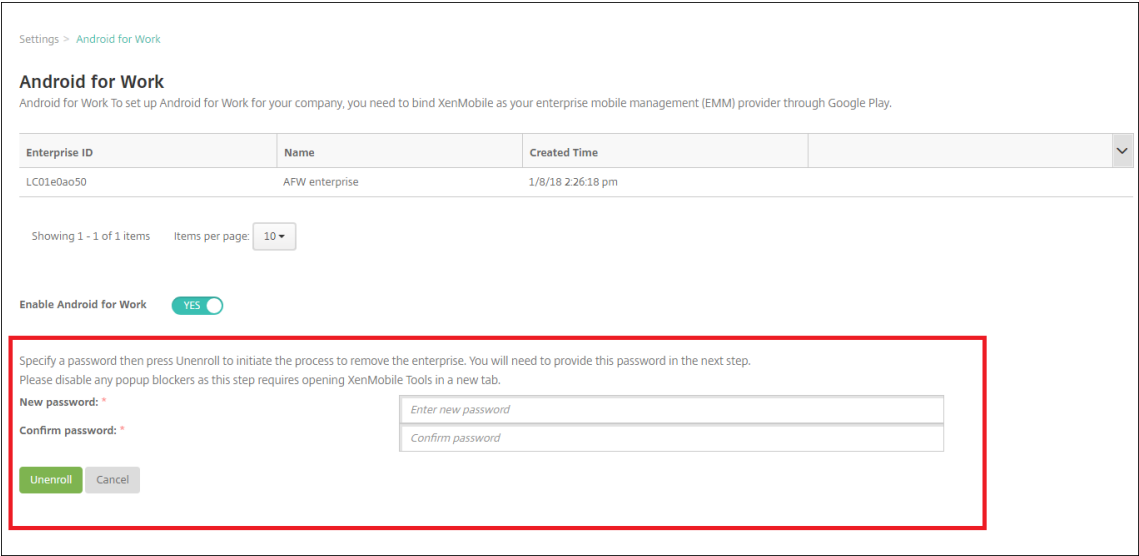 Settings > Android for Work
Android for Work
Android for Work To set up Android for Work for your company, you need to bind XenMobile as your enterprise mobile management (EMM) provider through Google Play.
Enterprise ID Name Created Time
LC01e0ao50 AFW enterprise 1/8/18 2:26:18 pm
Showing 1 - 1 of 1 items Items per page: 10
Enable Android for Work YES
Specify a password then press Unenroll to initiate the process to remove the enterprise. You will need to provide this password in the next step.
Please disable any popup blockers as this step requires opening XenMobile Tools in a new tab.
New password: * Enter new password
Confirm password: * Confirm password
Unenroll Cancel